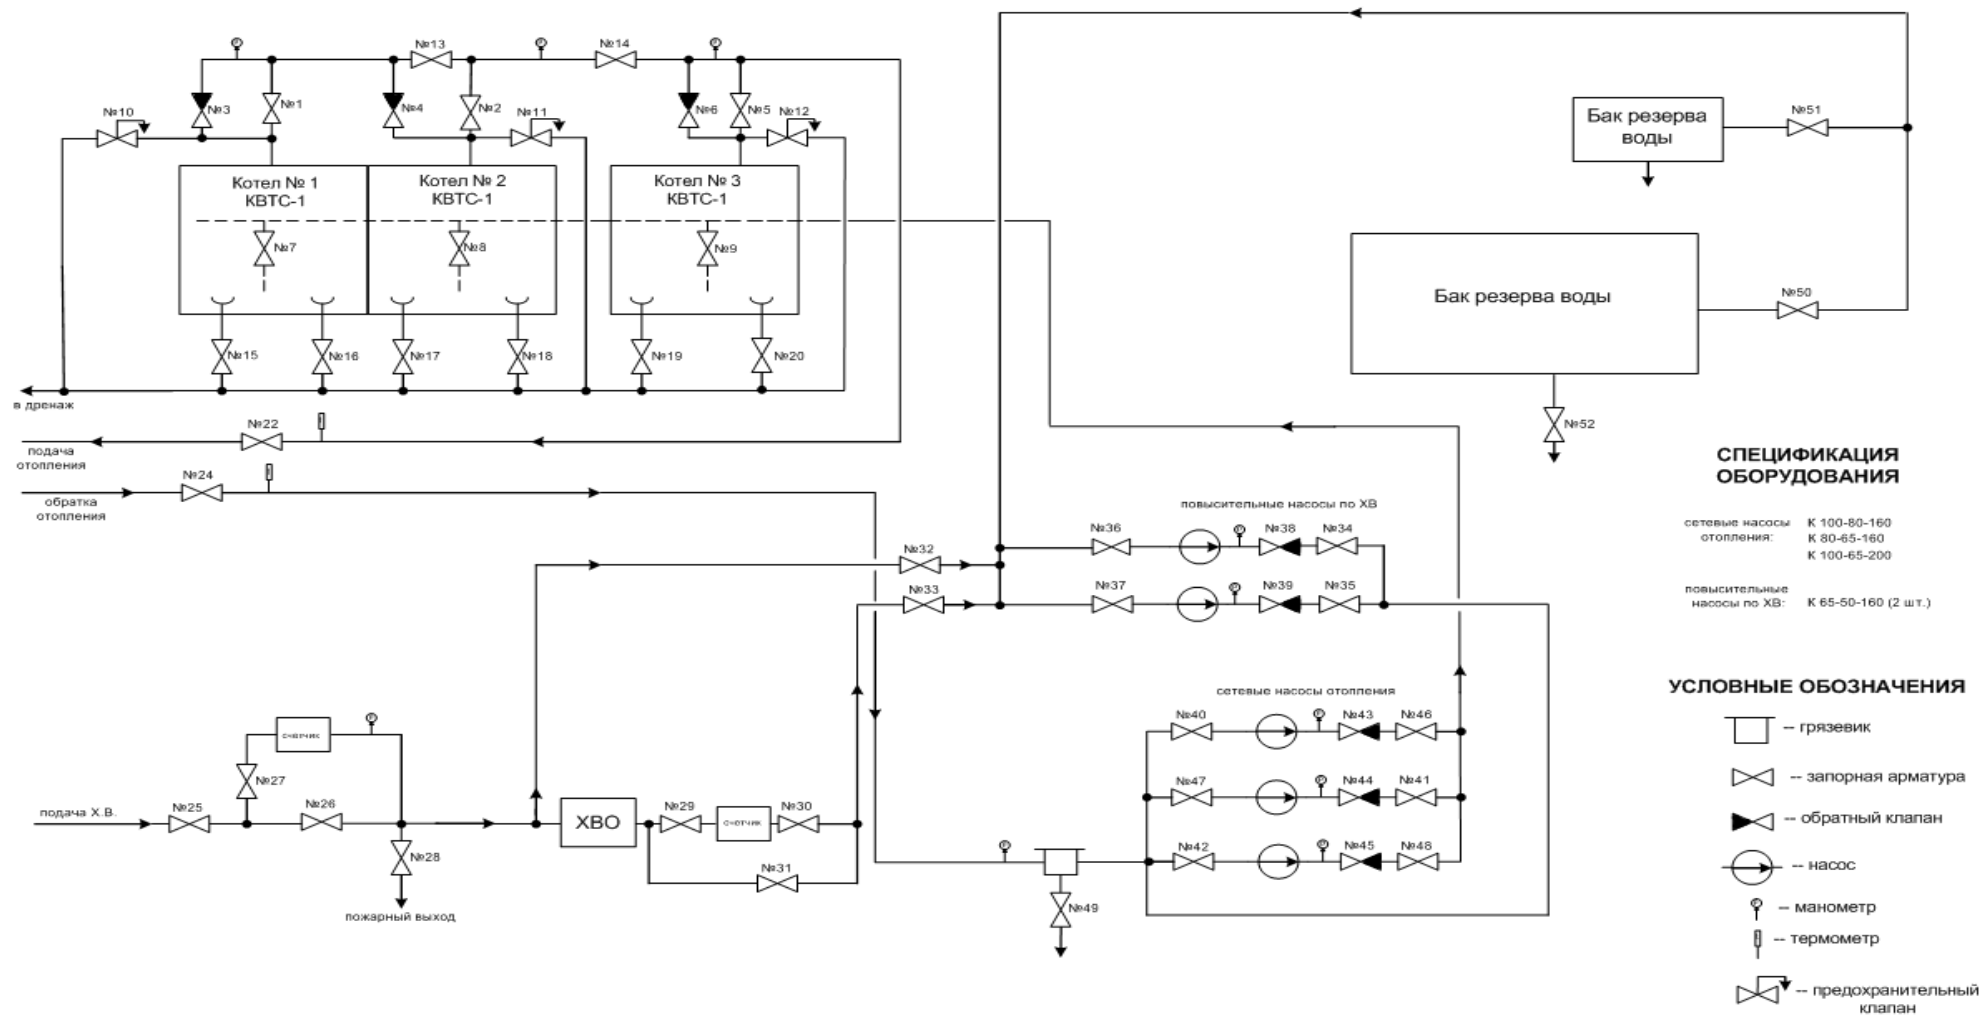 №13
№14
№10
№3
№1
№4
№2
№11
№6
№5
№12
Котел № 1
КВТС-1
Котел № 2
КВТС-1
Котел № 3
КВТС-1
№7
№8
№9
№15
№16
№17
№18
№19
№20
в дренаж
№22
подача
отопления
№24
обратка
отопления
Бак резерва
воды
№51
Бак резерва воды
№50
№52
СПЕЦИФИКАЦИЯ
ОБОРУДОВАНИЯ
сетевые насосы К 100-80-160
отопления: К 80-65-160
К 100-65-200
повысительные
насосы по ХВ: К 65-50-160 (2 шт.)
повысительные насосы по ХВ
№36
№38
№34
№32
№37
№39
№35
№33
сетевые насосы отопления
№40
№43
№46
№47
№44
№41
№42
№45
№48
№49
счетчик
№27
подача Х.В.
№25
№26
№28
пожарный выход
ХВО
№29
счетчик
№30
№31
УСЛОВНЫЕ ОБОЗНАЧЕНИЯ
-- грязевик
-- запорная арматура
-- обратный клапан
-- насос
-- манометр
-- термометр
-- предохранительный
клапан